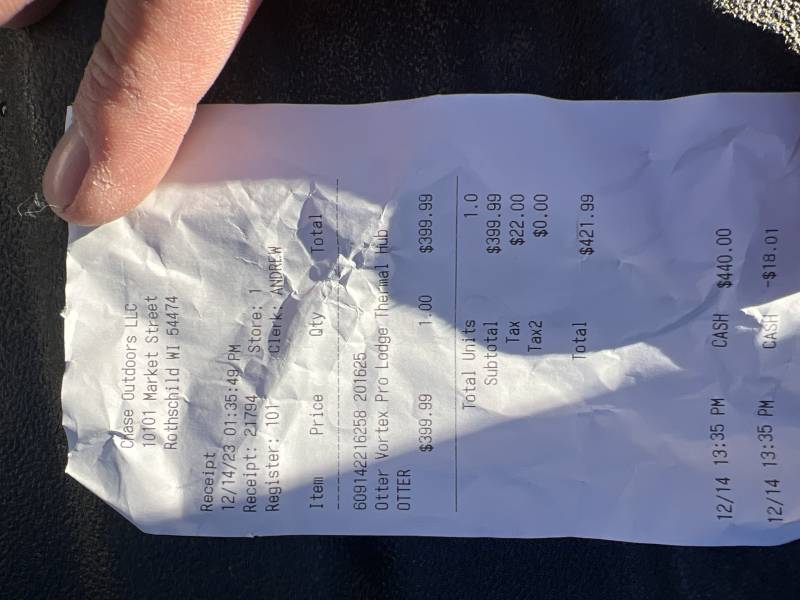 Chase Outdoors LLC
10101 Market Street
Rothschild WI 54474
Receipt
12/14/23 01:35:49 PM
Receipt: 21794 Store: 1
Register: 101 Clerk: ANDREW
Item Price Qty Total
609142216258 201625
Otter Vortex Pro Lodge Thermal Hub
OTTER
$399.99 1.00 $399.99
Total Units 1.0
Subtotal $399.99
Tax $22.00
Tax2 $0.00
Total $421.99
12/14 13:35 PM CASH $440.00
12/14 13:35 PM CASH -$18.01